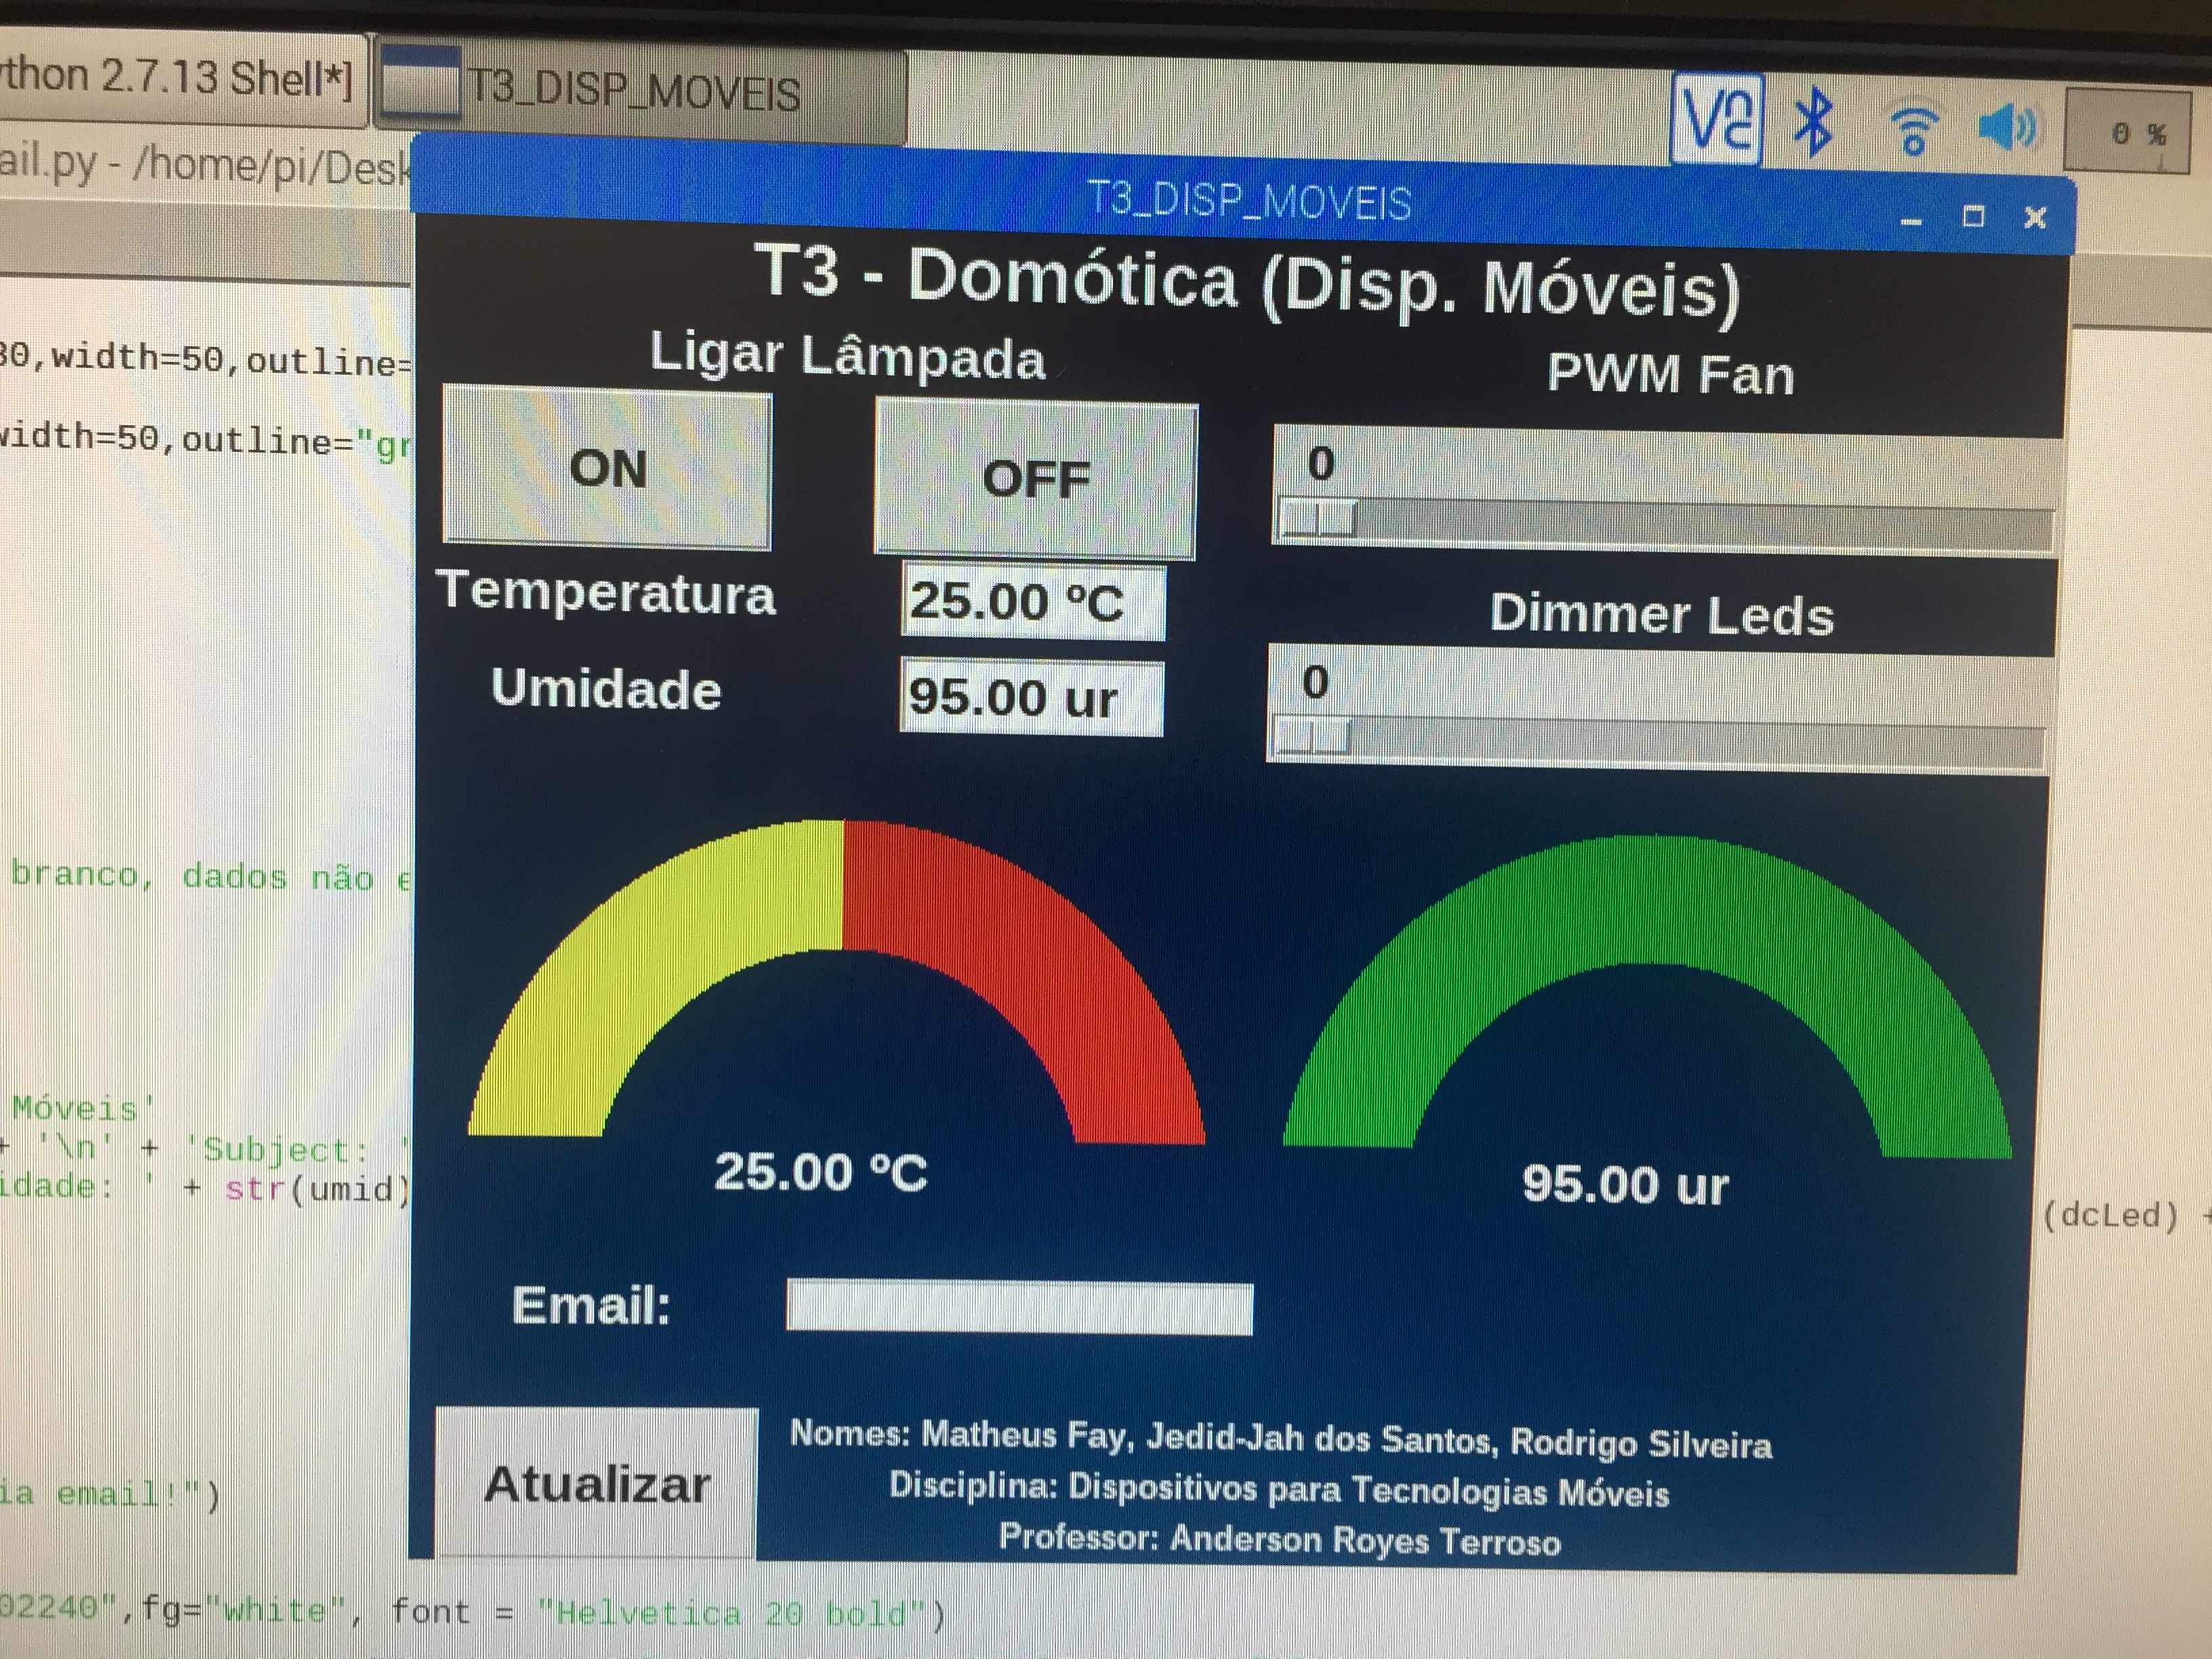 thon 2.7.13 Shell*]
T3_DISP_MOVEIS
VNC
0 %
ail.py - /home/pi/Desk
T3_DISP_MOVEIS
T3 - Domótica (Disp. Móveis)
Ligar Lâmpada
PWM Fan
30,width=50,outline=
width=50,outline="gr
ON
OFF
0
Temperatura
25.00 ºC
Dimmer Leds
Umidade
95.00 ur
0
branco, dados não e
25.00 ºC
95.00 ur
Móveis'
+ '\n' + 'Subject: '
idade: ' + str(umid)
(dcLed) +
Email:
Atualizar
Nomes: Matheus Fay, Jedid-Jah dos Santos, Rodrigo Silveira
Disciplina: Dispositivos para Tecnologias Móveis
Professor: Anderson Royes Terroso
ia email!")
02240",fg="white", font = "Helvetica 20 bold")